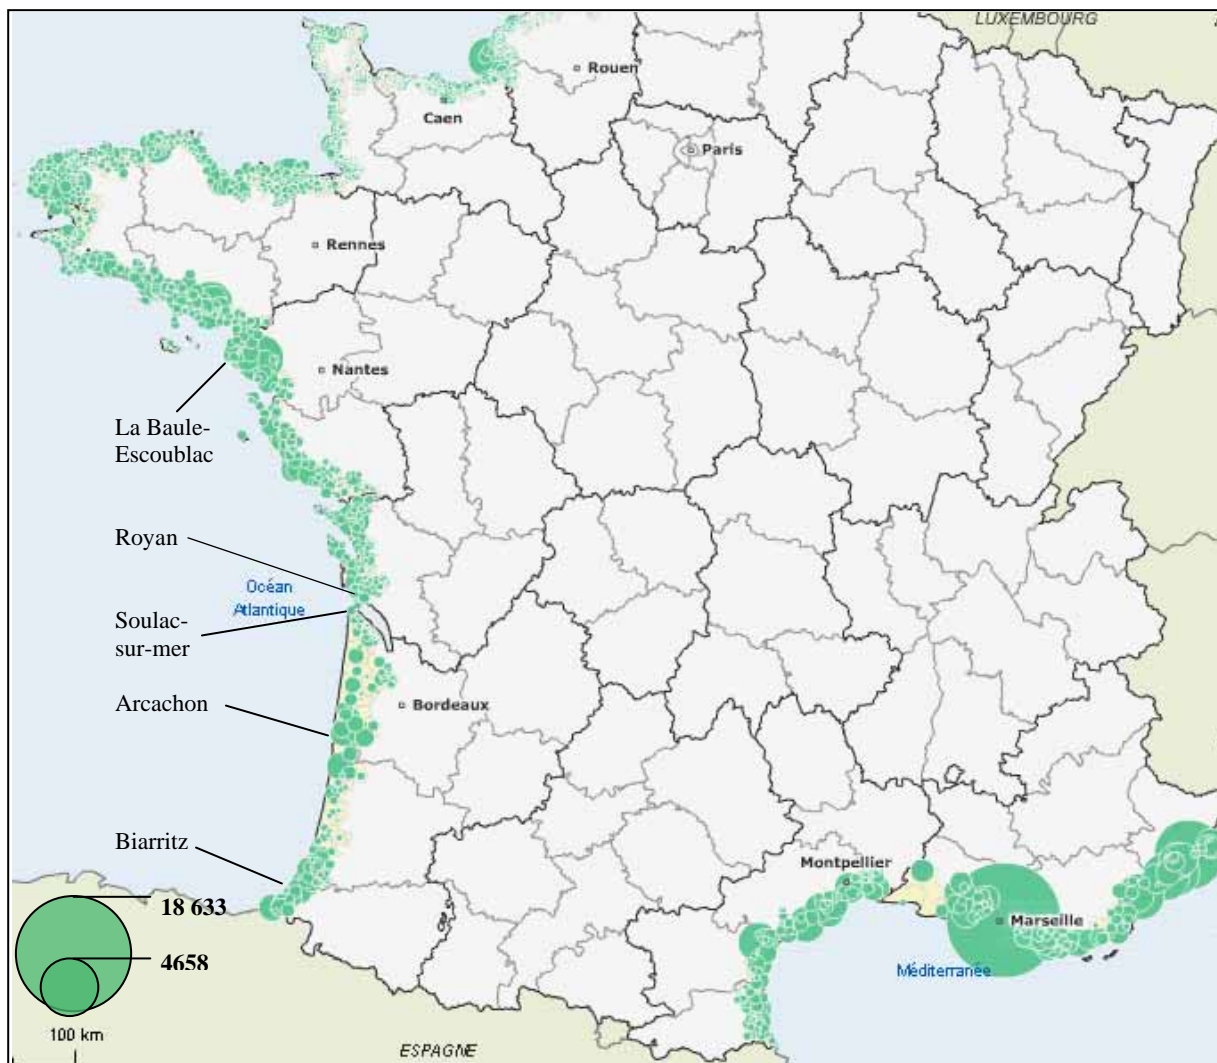 LUXEMBOURG
Rouen
Caen
Paris
Rennes
Nantes
La Baule-
Escoublac
Royan
Océan
Atlantique
Soulac-
sur-mer
Arcachon
Bordeaux
Biarritz
Montpellier
18 633
Marseille
4658
Méditerranée
100 km
ESPAGNE